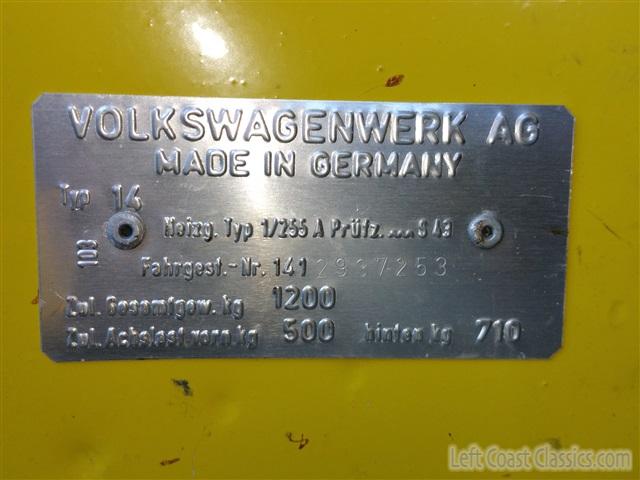 VOLKSWAGENWERK AG
MADE IN GERMANY
Typ 14
Heizg. Typ 1/255 A Prüfz. ~~~ S 49
103
Fahrgest.-Nr. 141 2937253
Zul. Gesamtgew. kg 1200
Zul. Achslast vorn kg 500 hinten kg 710
Left Coast Classics.com